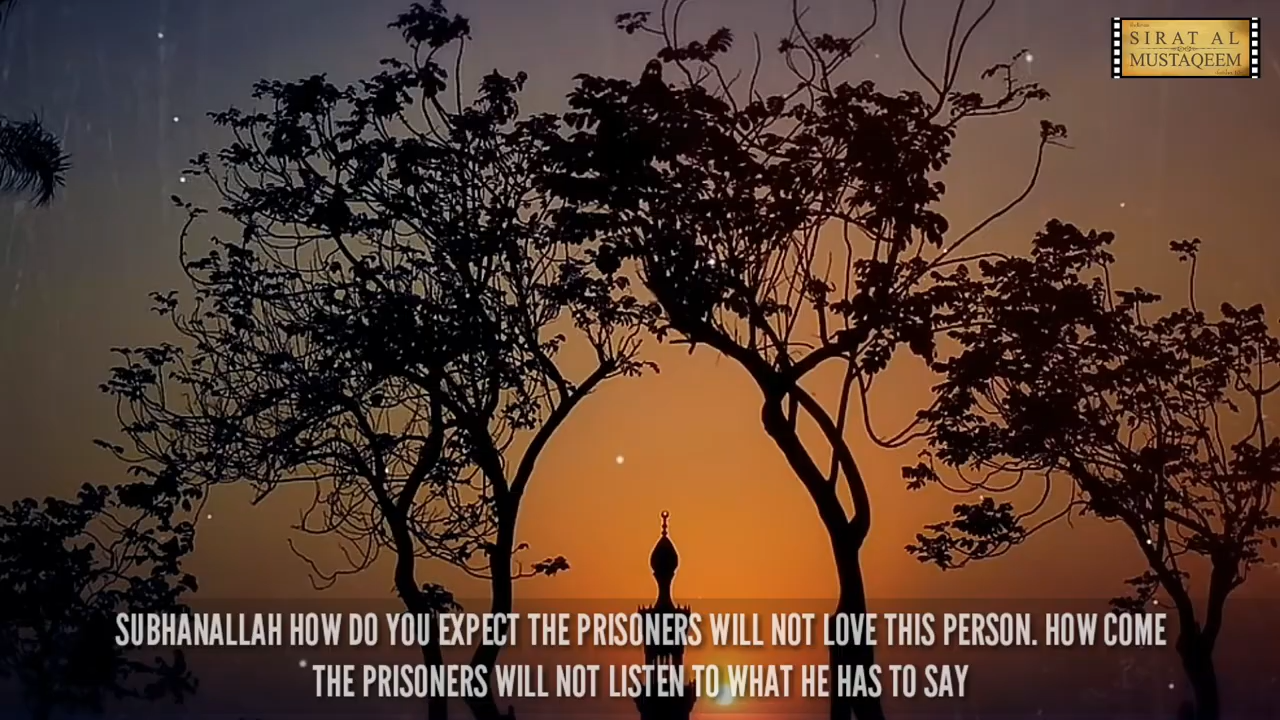 SIRAT AL
MUSTAQEEM
SUBHANALLAH HOW DO YOU EXPECT THE PRISONERS WILL NOT LOVE THIS PERSON. HOW COME
THE PRISONERS WILL NOT LISTEN TO WHAT HE HAS TO SAY